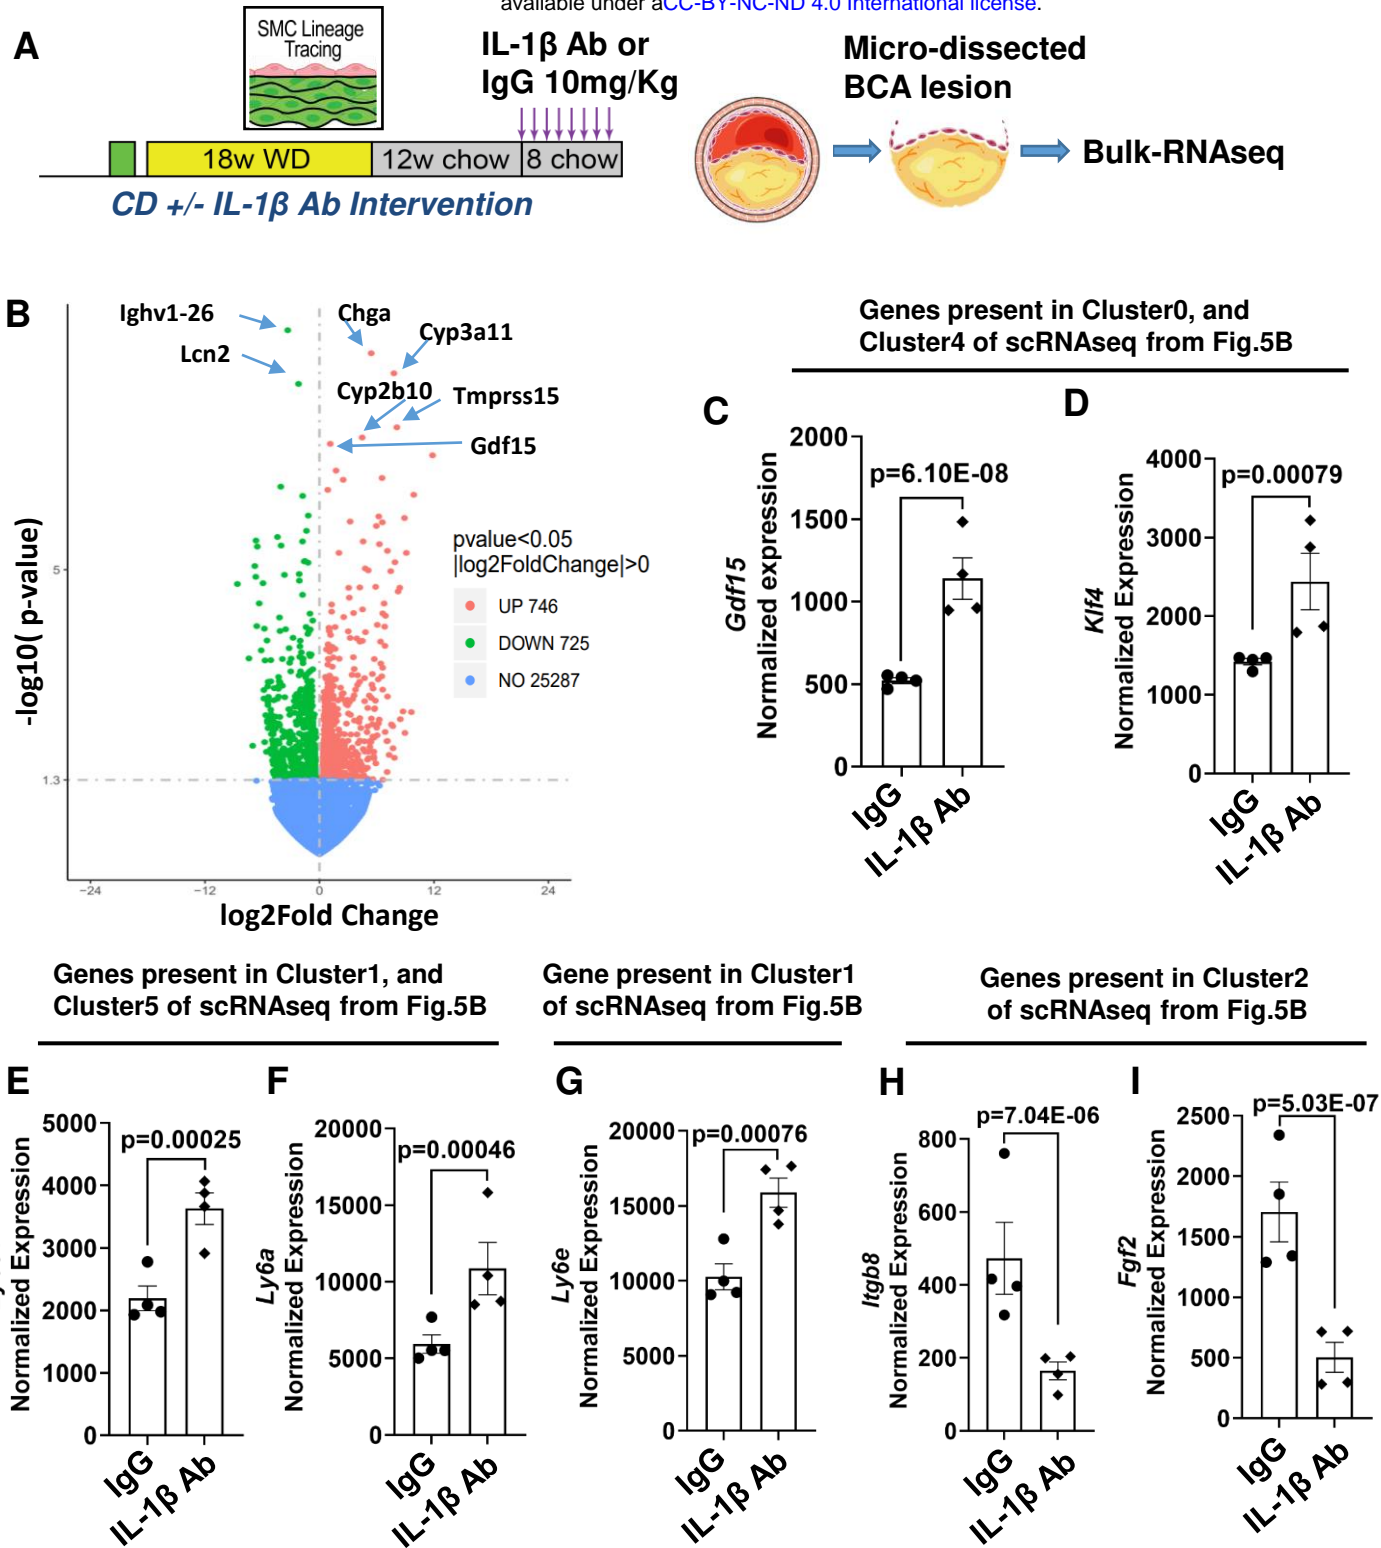 available under aCC-BY-NC-ND 4.0 International license.
A
SMC Lineage
Tracing
IL-1β Ab or
IgG 10mg/Kg
Micro-dissected
BCA lesion
18w WD
12w chow
8 chow
Bulk-RNAseq
CD +/- IL-1β Ab Intervention
B
Ighv1-26
Lcn2
Chga
Cyp3a11
Cyp2b10
Tmprss15
Gdf15
-log10( p-value)
5
1.3
pvalue<0.05
|log2FoldChange|>0
UP 746
DOWN 725
NO 25287
−24
−12
0
12
24
log2Fold Change
Genes present in Cluster0, and
Cluster4 of scRNAseq from Fig.5B
C
Gdf15
Normalized expression
2000
1500
1000
500
0
p=6.10E-08
IgG
IL-1β Ab
D
Klf4
Normalized Expression
4000
3000
2000
1000
0
p=0.00079
IgG
IL-1β Ab
Genes present in Cluster1, and
Cluster5 of scRNAseq from Fig.5B
Gene present in Cluster1
of scRNAseq from Fig.5B
Genes present in Cluster2
of scRNAseq from Fig.5B
E
Normalized Expression
5000
4000
3000
2000
1000
0
p=0.00025
IgG
IL-1β Ab
F
Ly6a
Normalized Expression
20000
15000
10000
5000
0
p=0.00046
IgG
IL-1β Ab
G
Ly6e
Normalized Expression
20000
15000
10000
5000
0
p=0.00076
IgG
IL-1β Ab
H
Itgb8
Normalized Expression
800
600
400
200
0
p=7.04E-06
IgG
IL-1β Ab
I
Fgf2
Normalized Expression
2500
2000
1500
1000
500
0
p=5.03E-07
IgG
IL-1β Ab